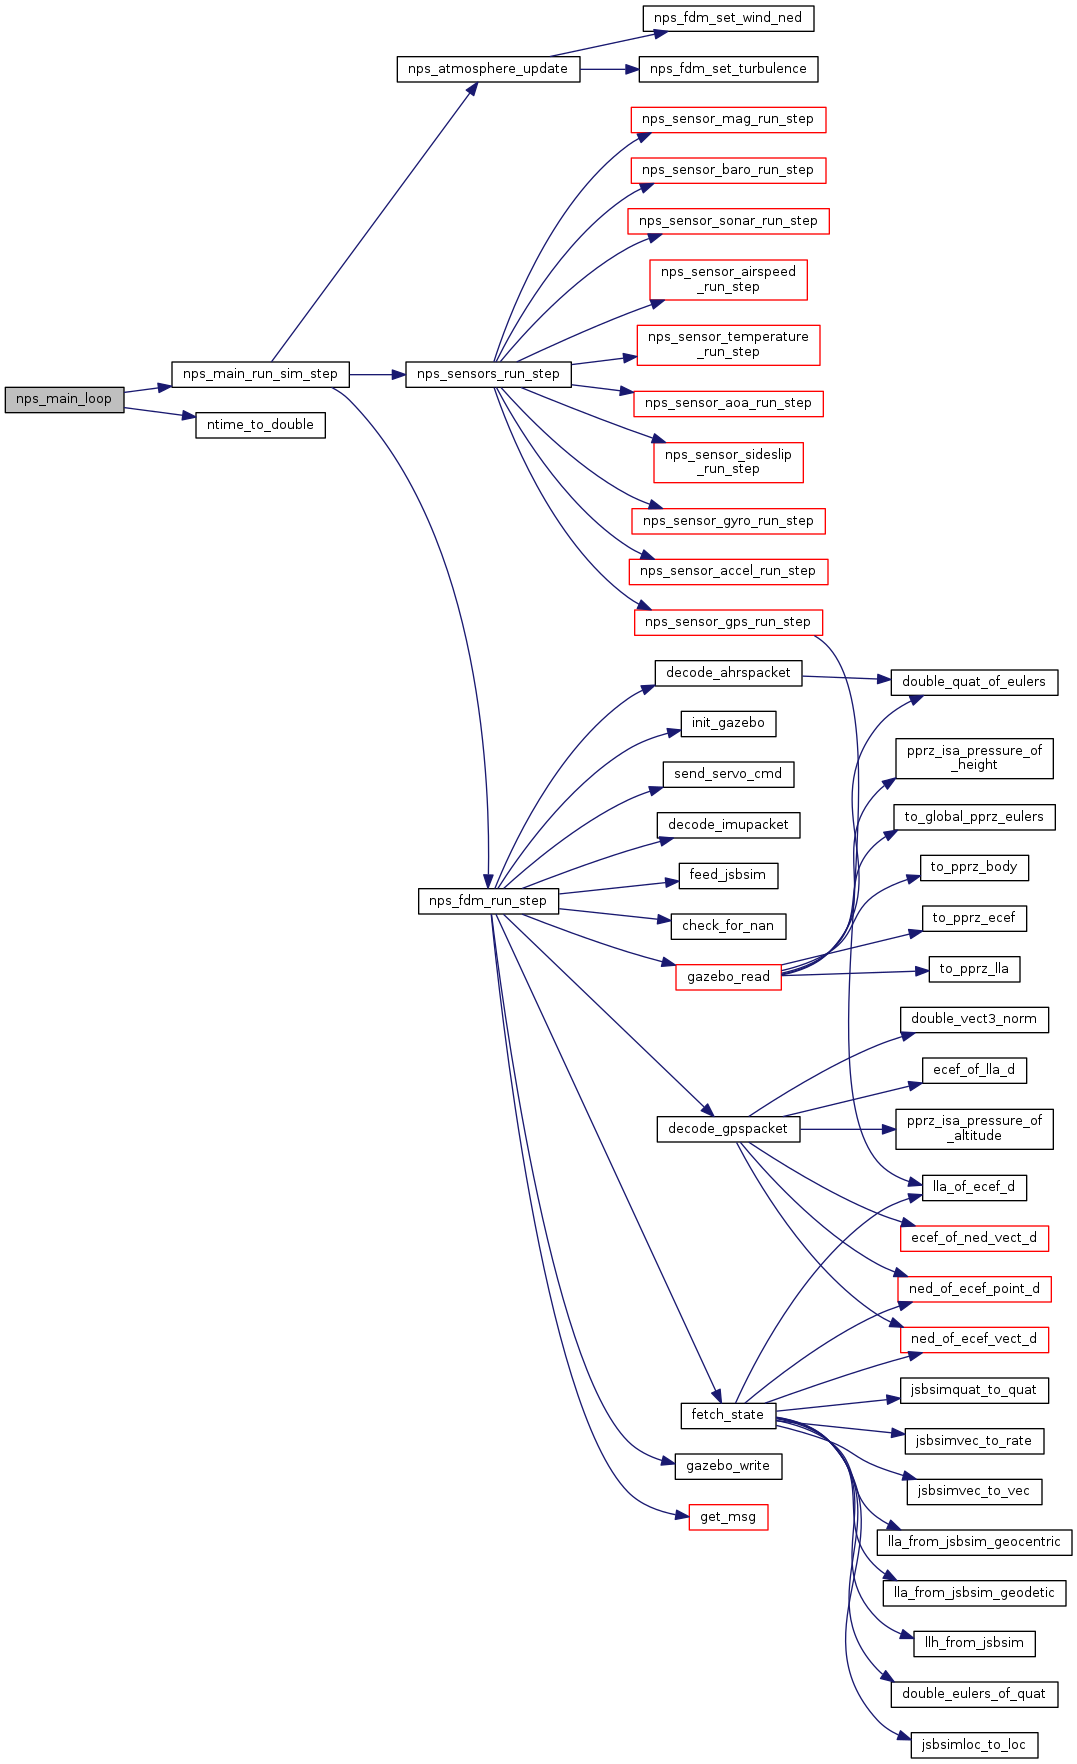 nps_fdm_set_wind_ned
nps_atmosphere_update
nps_fdm_set_turbulence
nps_sensor_mag_run_step
nps_sensor_baro_run_step
nps_sensor_sonar_run_step
nps_sensor_airspeed
_run_step
nps_sensor_temperature
_run_step
nps_main_run_sim_step
nps_sensors_run_step
nps_main_loop
nps_sensor_aoa_run_step
ntime_to_double
nps_sensor_sideslip
_run_step
nps_sensor_gyro_run_step
nps_sensor_accel_run_step
nps_sensor_gps_run_step
decode_ahrspacket
double_quat_of_eulers
init_gazebo
pprz_isa_pressure_of
_height
send_servo_cmd
to_global_pprz_eulers
decode_imupacket
to_pprz_body
feed_jsbsim
nps_fdm_run_step
to_pprz_ecef
check_for_nan
to_pprz_lla
gazebo_read
double_vect3_norm
ecef_of_lla_d
pprz_isa_pressure_of
_altitude
decode_gpspacket
lla_of_ecef_d
ecef_of_ned_vect_d
ned_of_ecef_point_d
ned_of_ecef_vect_d
jsbsimquat_to_quat
fetch_state
jsbsimvec_to_rate
gazebo_write
jsbsimvec_to_vec
get_msg
lla_from_jsbsim_geocentric
lla_from_jsbsim_geodetic
llh_from_jsbsim
double_eulers_of_quat
jsbsimloc_to_loc